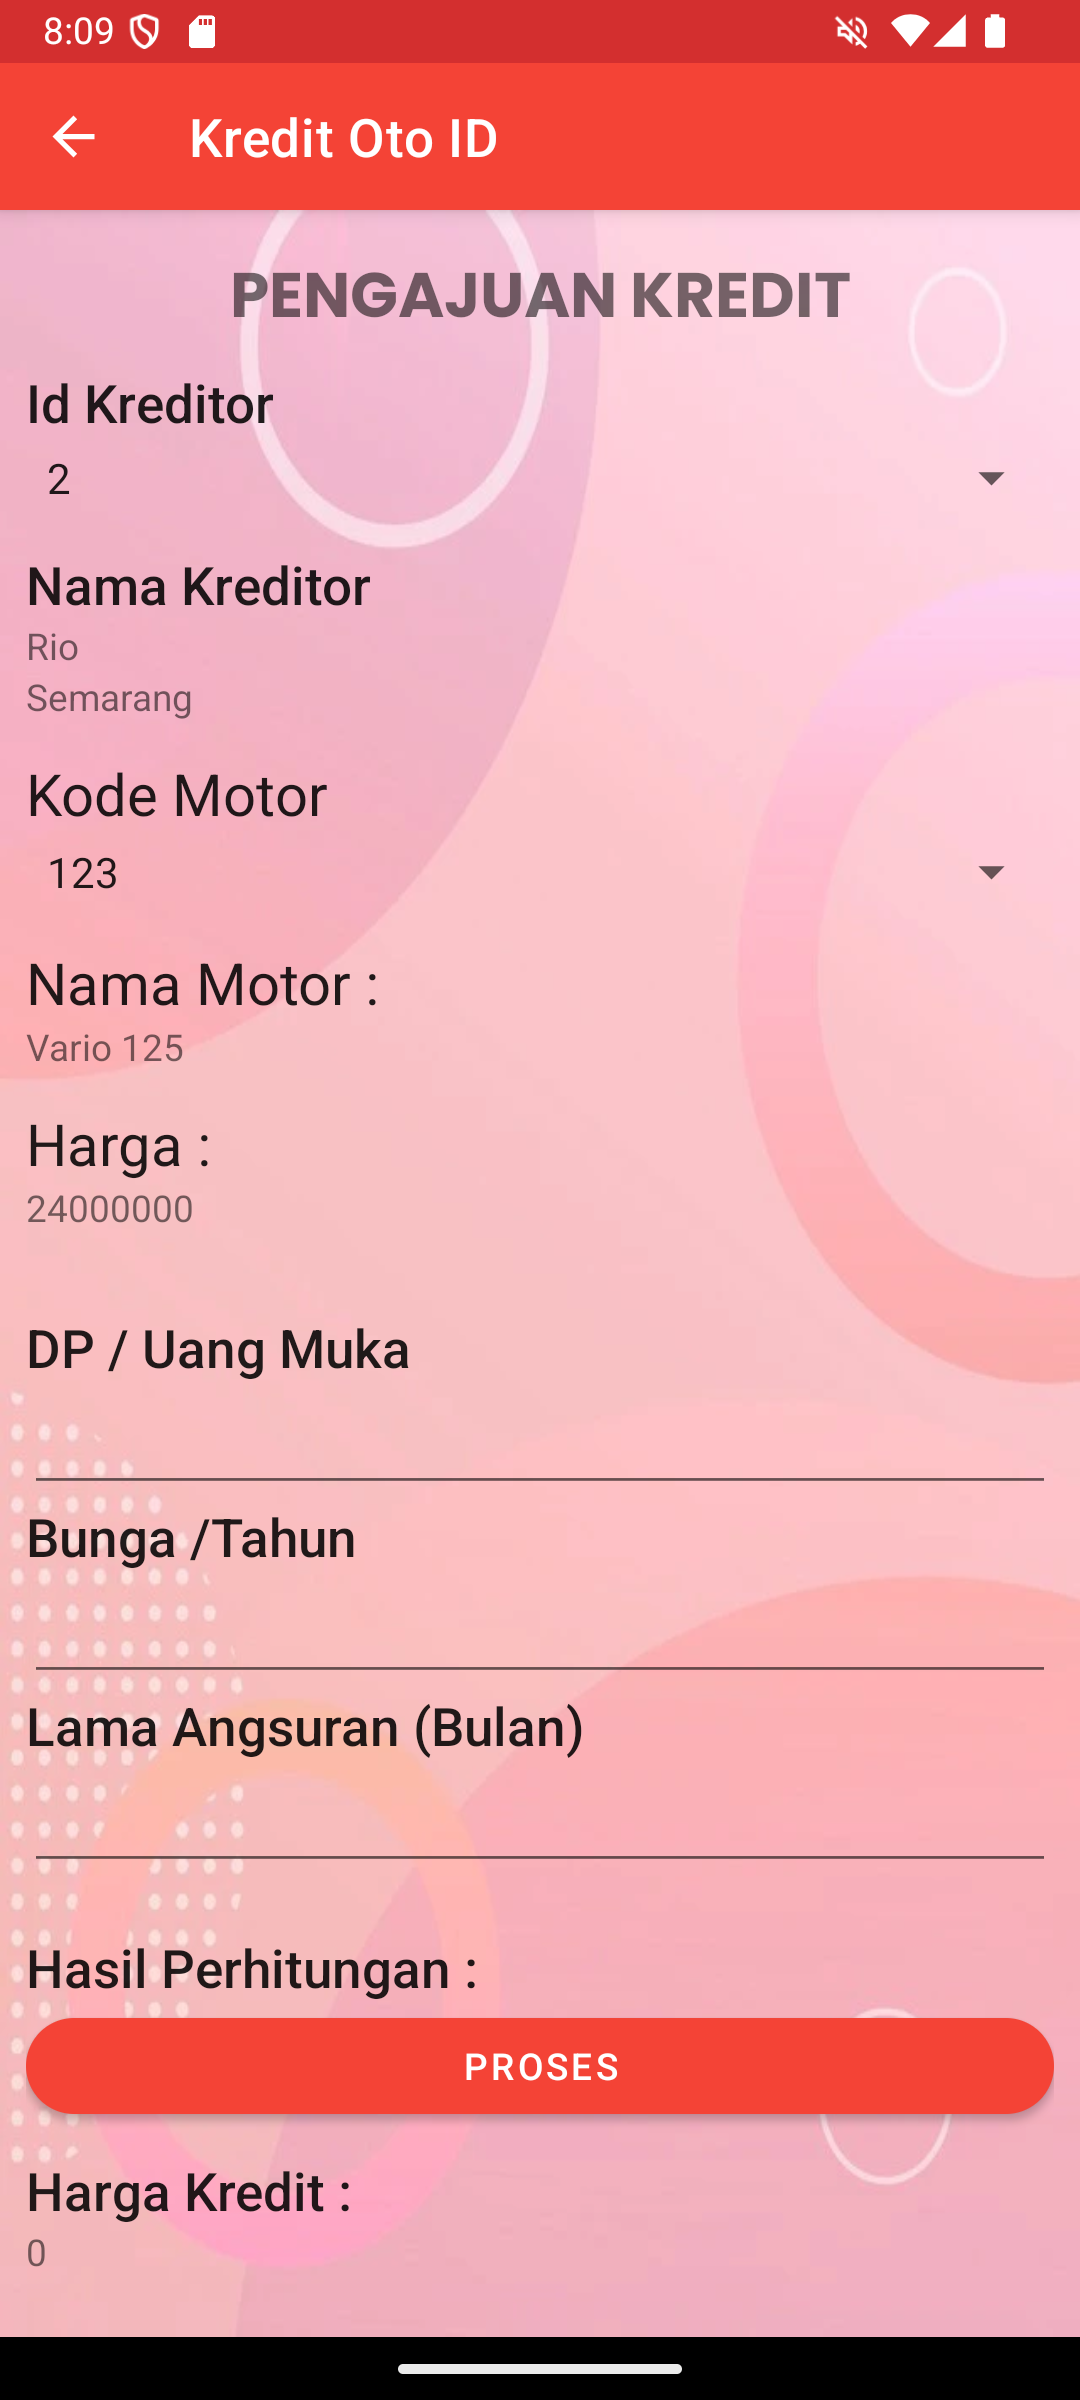 8:09
Kredit Oto ID
PENGAJUAN KREDIT
Id Kreditor
2
Nama Kreditor
Rio
Semarang
Kode Motor
123
Nama Motor :
Vario 125
Harga :
24000000
DP / Uang Muka
Bunga /Tahun
Lama Angsuran (Bulan)
Hasil Perhitungan :
PROSES
Harga Kredit :
0